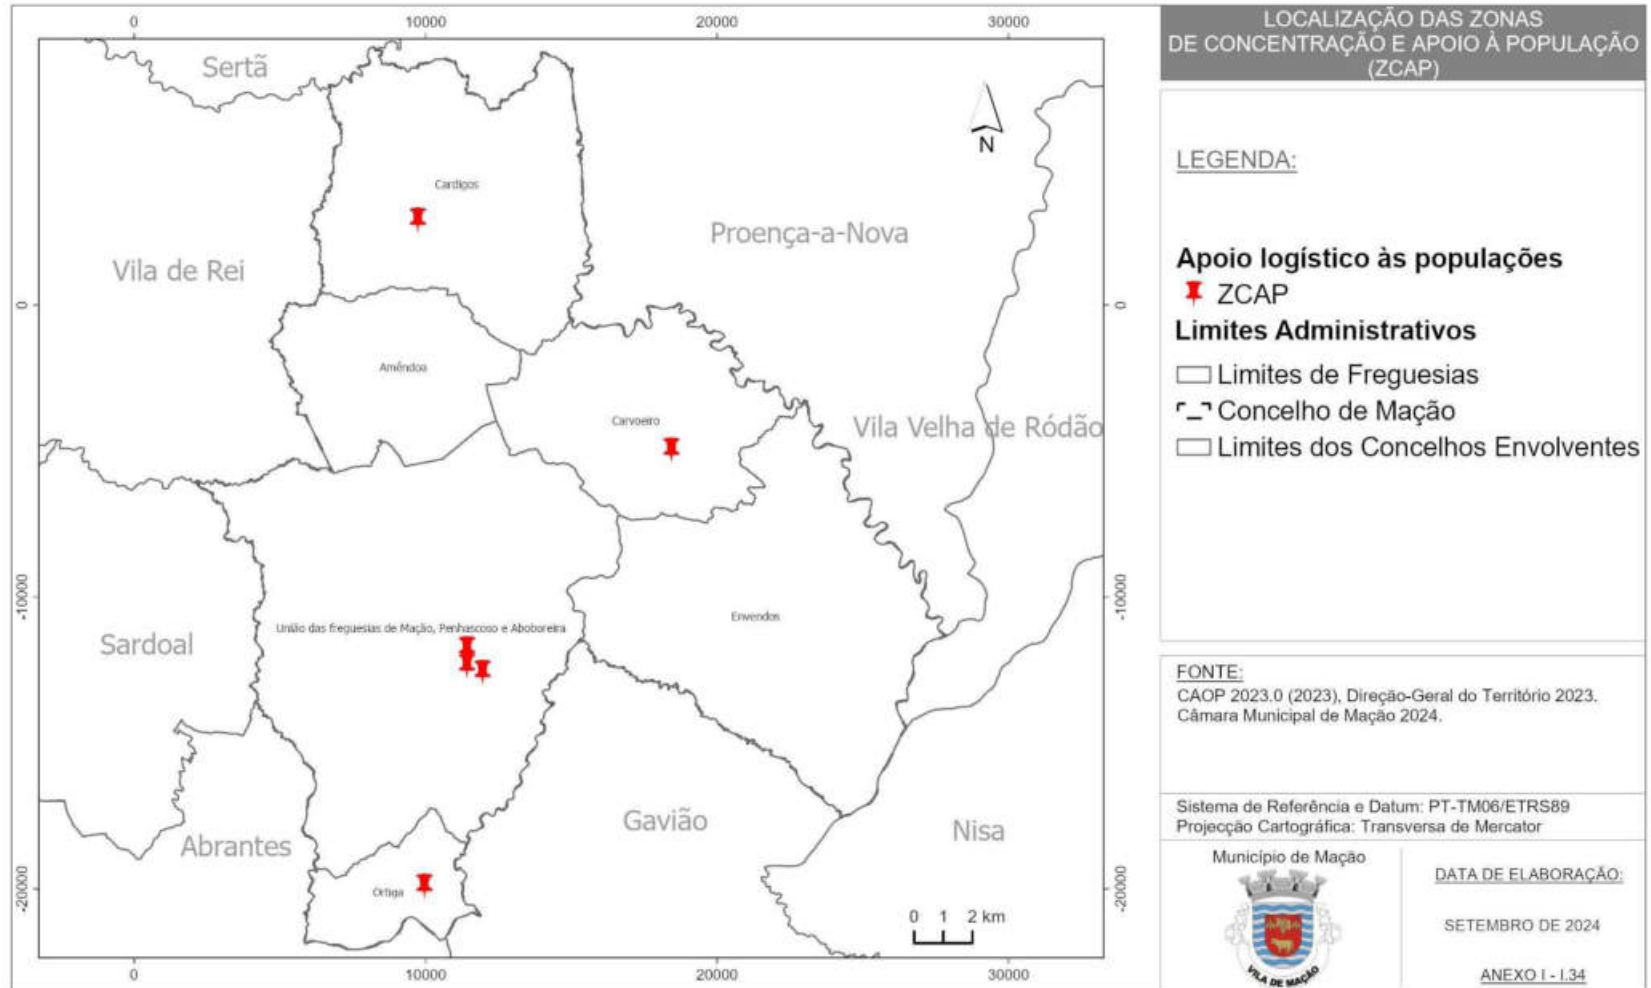 0 10000 20000 30000
LOCALIZAÇÃO DAS ZONAS
DE CONCENTRAÇÃO E APOIO À POPULAÇÃO
(ZCAP)
Sertã
N
LEGENDA:
Cardigos
Proença-a-Nova
Vila de Rei
Apoio logístico às populações
ZCAP
0 0
Limites Administrativos
Amêndoa
Limites de Freguesias
Carvoeiro
Concelho de Mação
Vila Velha de Ródão
Limites dos Concelhos Envolventes
-10000 -10000
Envendos
União das freguesias de Mação, Penhascoso e Aboboreira
Sardoal
FONTE:
CAOP 2023.0 (2023), Direção-Geral do Território 2023.
Câmara Municipal de Mação 2024.
Sistema de Referência e Datum: PT-TM06/ETRS89
Projecção Cartográfica: Transversa de Mercator
Gavião
Nisa
Abrantes
Município de Mação
DATA DE ELABORAÇÃO:
-20000 -20000
Ortiga
0 1 2 km
SETEMBRO DE 2024
VILA DE MAÇÃO
ANEXO I - I.34
0 10000 20000 30000